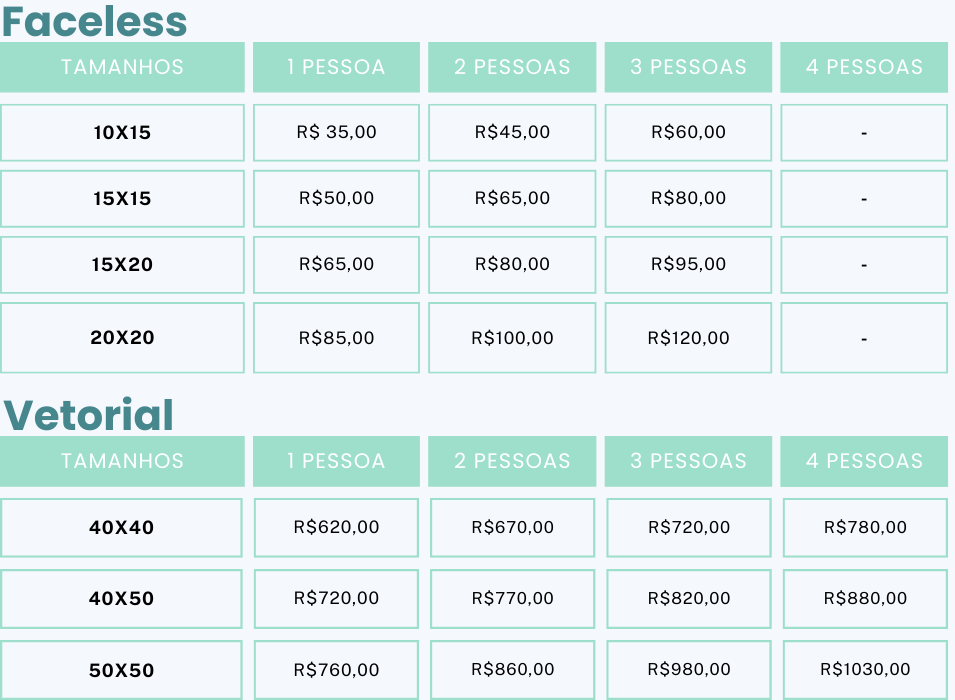 Faceless
TAMANHOS 1 PESSOA 2 PESSOAS 3 PESSOAS 4 PESSOAS
10X15 R$ 35,00 R$45,00 R$60,00 -
15X15 R$50,00 R$65,00 R$80,00 -
15X20 R$65,00 R$80,00 R$95,00 -
20X20 R$85,00 R$100,00 R$120,00 -
Vetorial
TAMANHOS 1 PESSOA 2 PESSOAS 3 PESSOAS 4 PESSOAS
40X40 R$620,00 R$670,00 R$720,00 R$780,00
40X50 R$720,00 R$770,00 R$820,00 R$880,00
50X50 R$760,00 R$860,00 R$980,00 R$1030,00